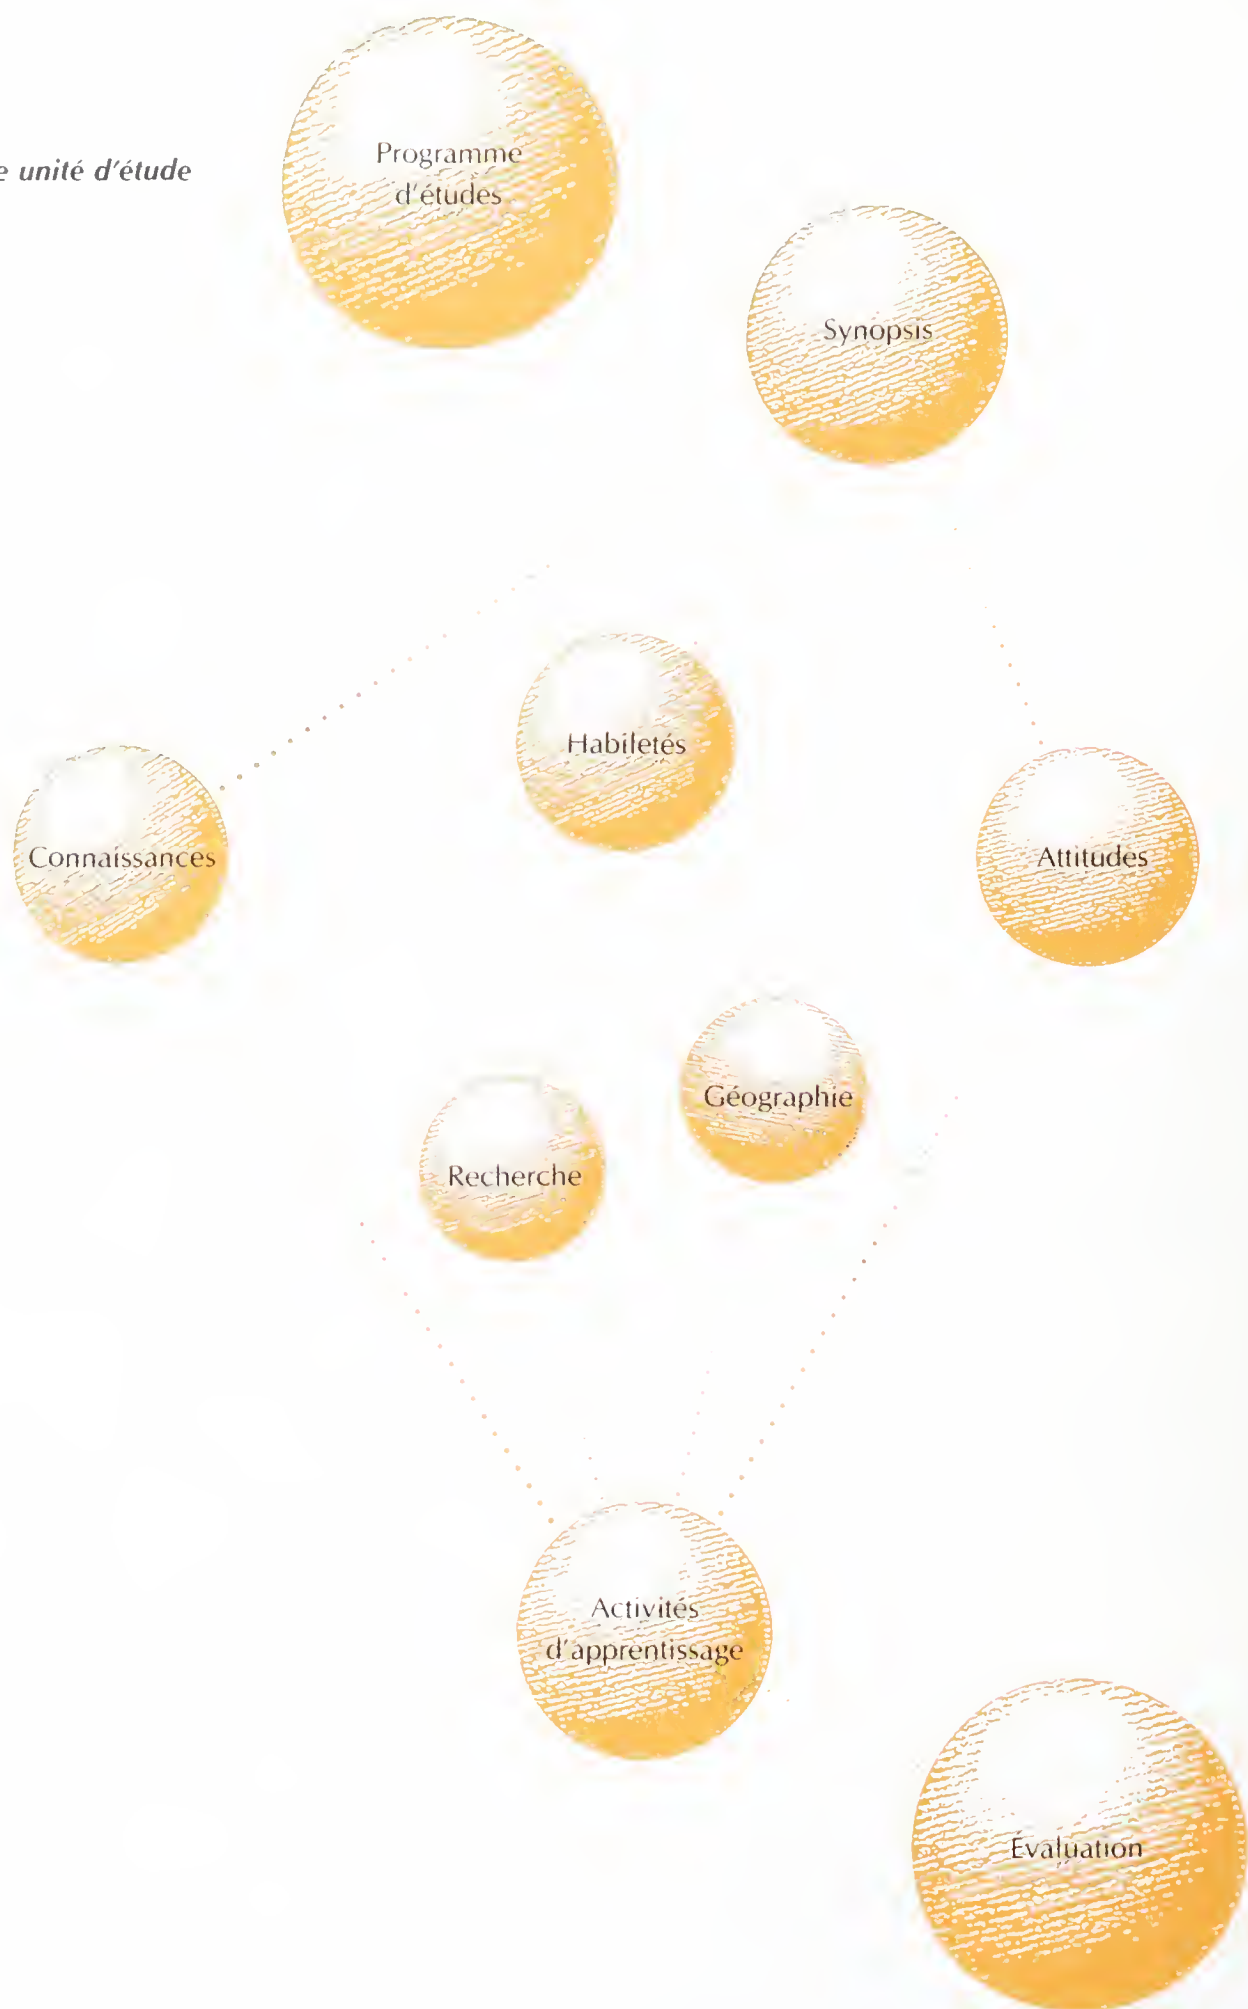 e unité d'étude
Programme
d'études
Synopsis
Habiletés
Connaissances
Attitudes
Géographie
Recherche
Activités
d'apprentissage
Évaluation